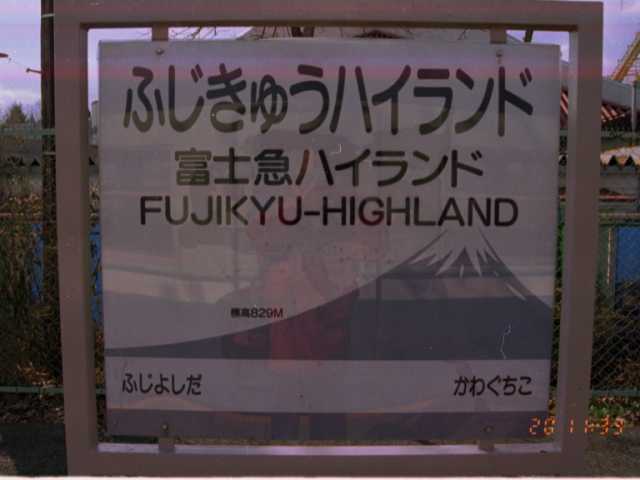 ふじきゅうハイランド
富士急ハイランド
FUJIKYU-HIGHLAND
標高829M
ふじよしだ
かわぐちこ